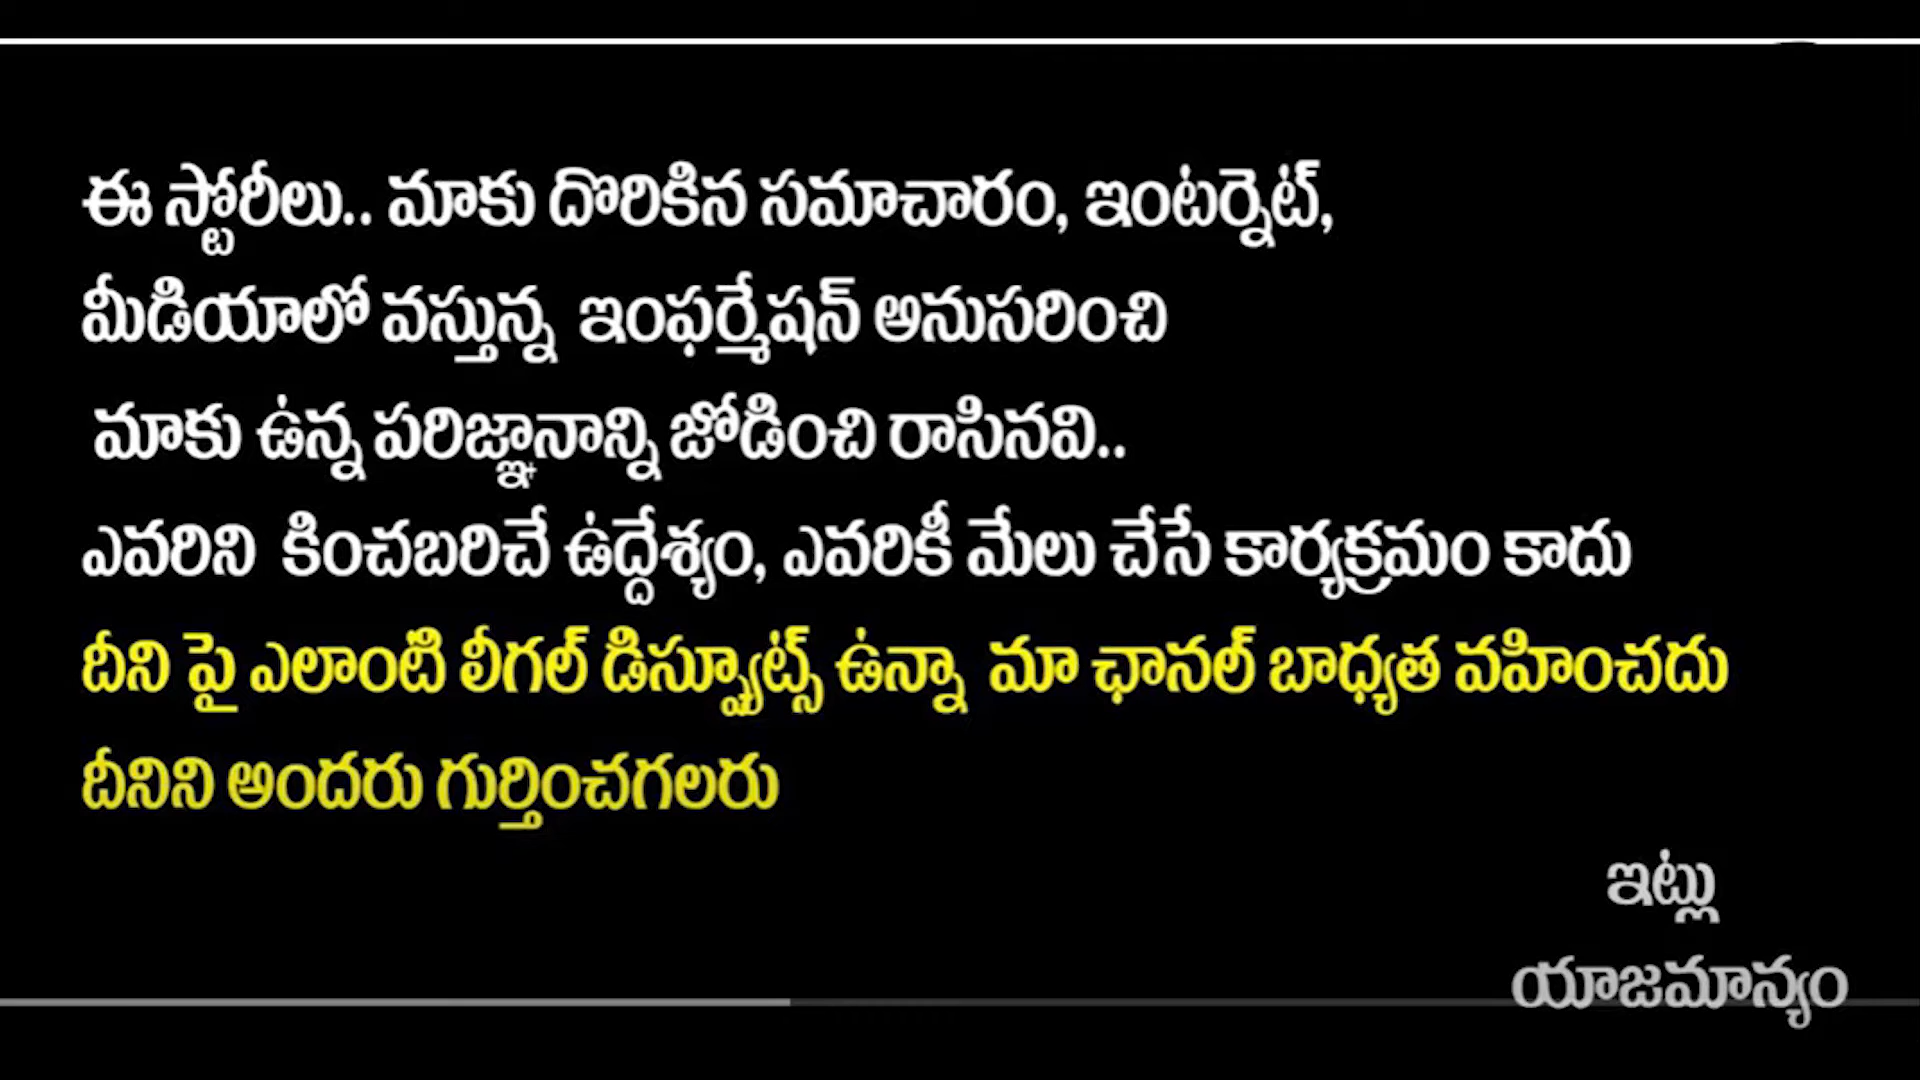 ఈ స్టోరీలు.. మాకు దొరికిన సమాచారం, ఇంటర్నెట్,
మీడియాలో వస్తున్న ఇంఫర్మేషన్ అనుసరించి
మాకు ఉన్న పరిజ్ఞానాన్ని జోడించి రాసినవి..
ఎవరిని కించబరిచే ఉద్దేశ్యం, ఎవరికీ మేలు చేసే కార్యక్రమం కాదు
దీని పై ఎలాంటి లీగల్ డిస్ప్యూట్స్ ఉన్నా మా ఛానల్ బాధ్యత వహించదు
దీనిని అందరు గుర్తించగలరు
ఇట్లు
యాజమాన్యం